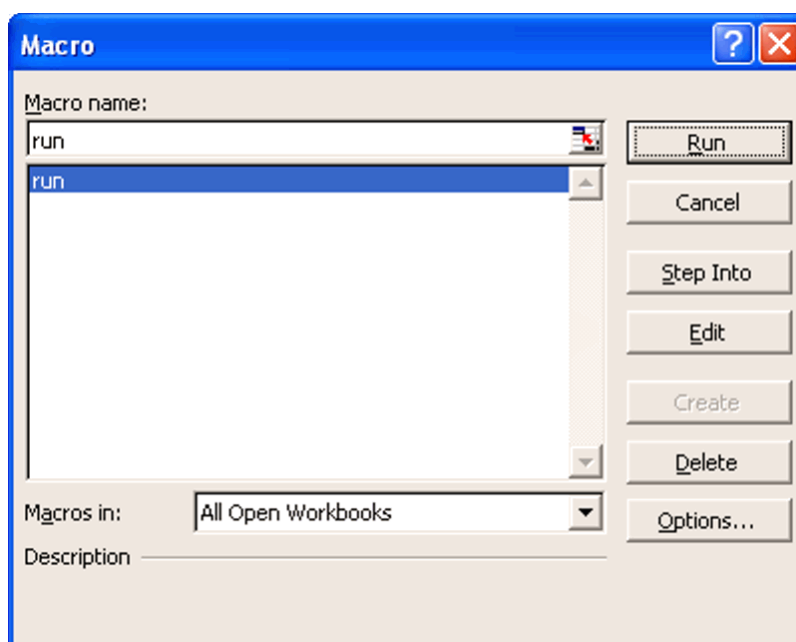 Macro
Macro name:
run
run
Run
Cancel
Step Into
Edit
Create
Delete
Options...
Macros in:
All Open Workbooks
Description